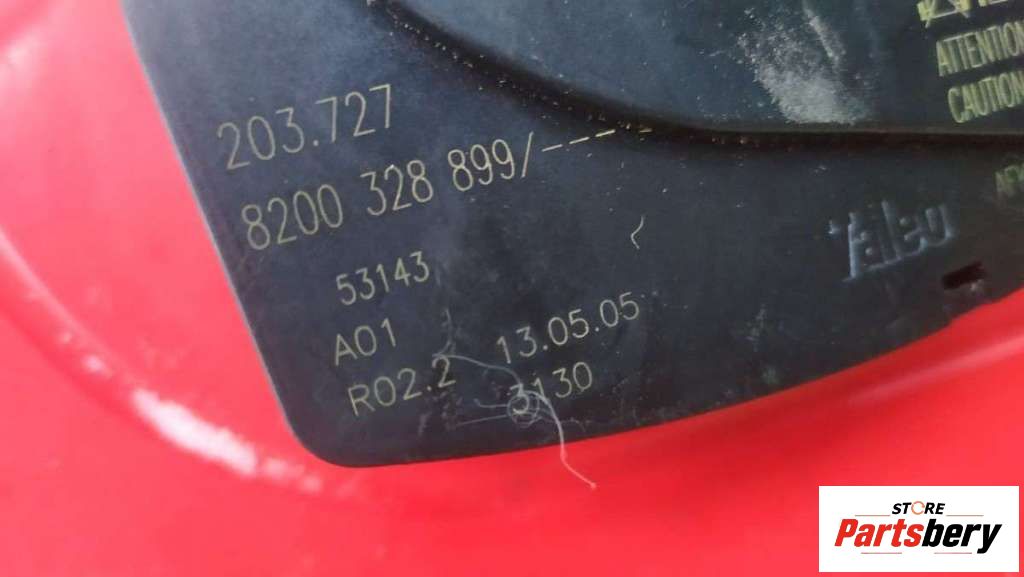 203.727
8200 328 899/----
53143
A01
R02.2 13.05.05
3130
ATTENTION
CAUTION
Valeo
STORE
Partsbery